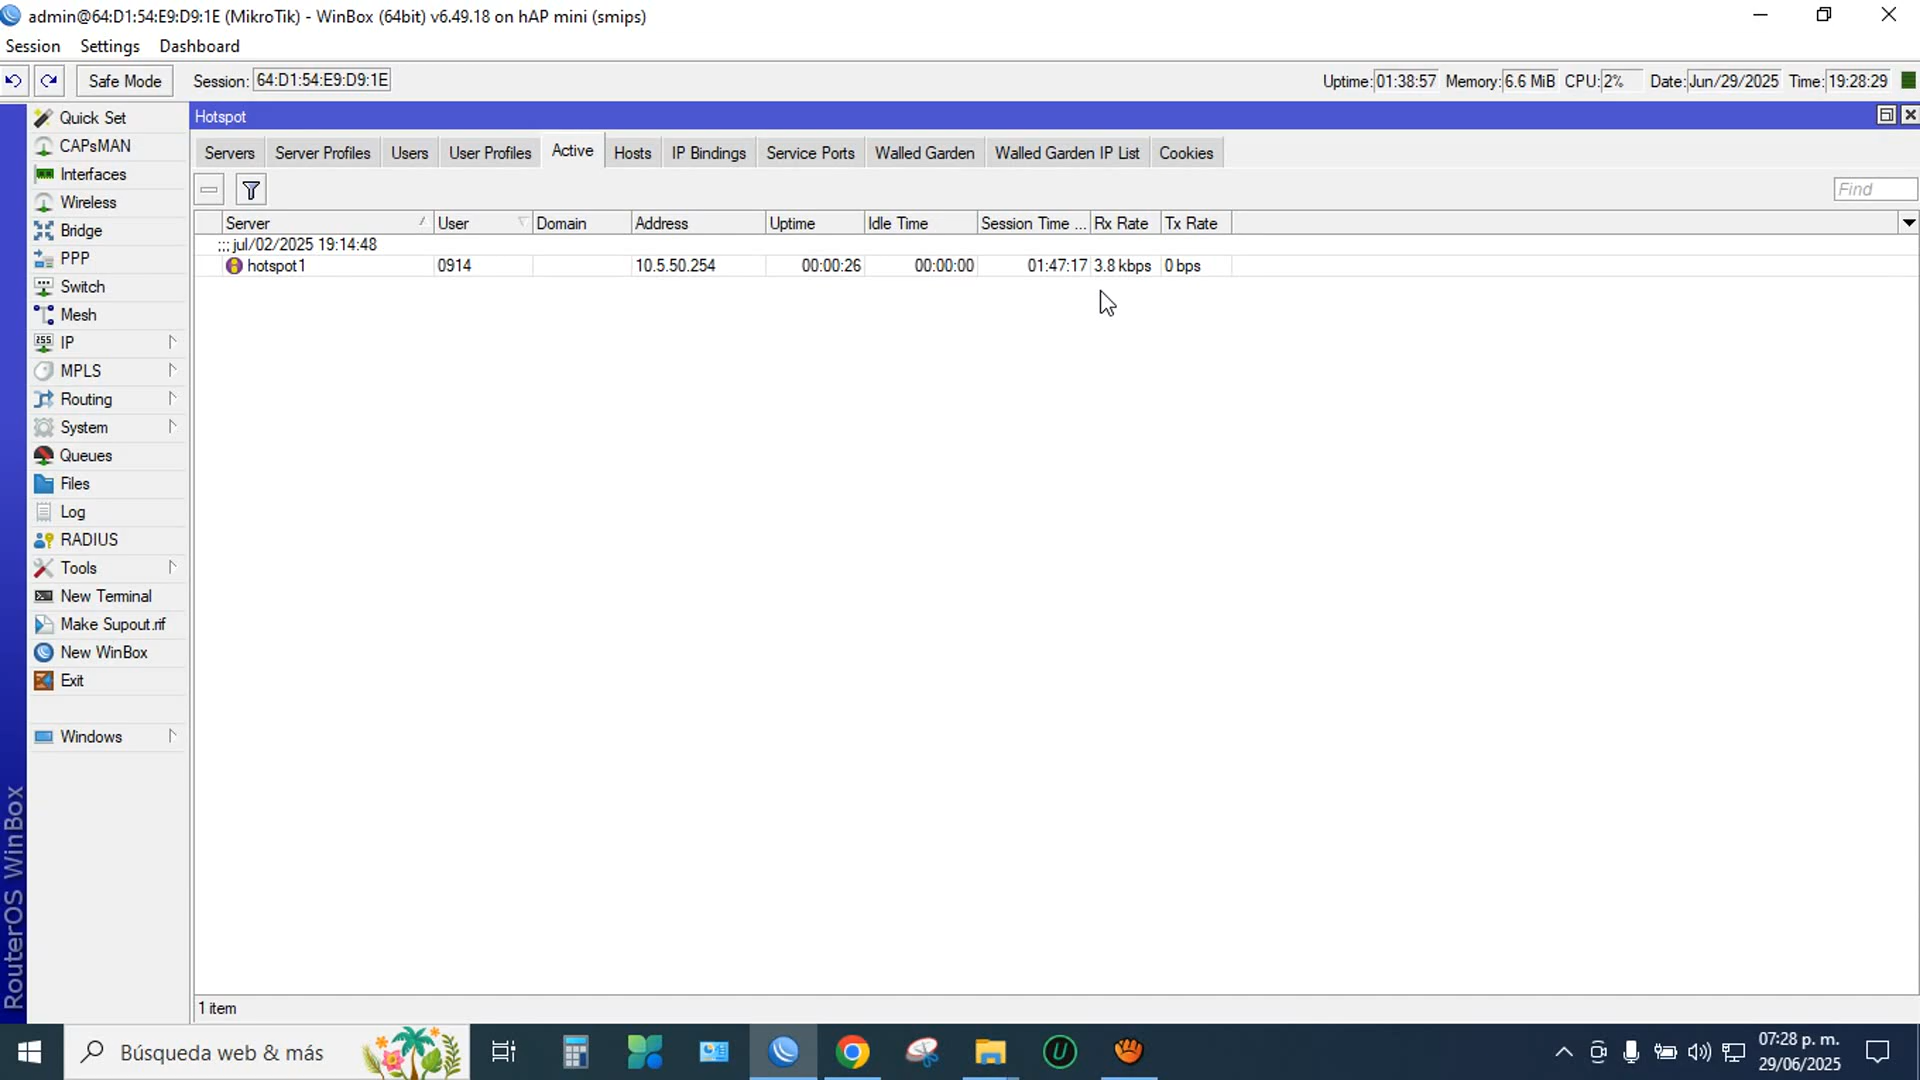 admin@64:D1:54:E9:D9:1E (MikroTik) - WinBox (64bit) v6.49.18 on hAP mini (smips)
Session Settings Dashboard
Safe Mode Session: 64:D1:54:E9:D9:1E Uptime: 01:38:57 Memory: 6.6 MiB CPU: 2% Date: Jun/29/2025 Time: 19:28:29
Quick Set
CAPsMAN
Interfaces
Wireless
Bridge
PPP
Switch
Mesh
IP
MPLS
Routing
System
Queues
Files
Log
RADIUS
Tools
New Terminal
Make Supout.rif
New WinBox
Exit
Windows
RouterOS WinBox
Hotspot
Servers Server Profiles Users User Profiles Active Hosts IP Bindings Service Ports Walled Garden Walled Garden IP List Cookies
Find
Server User Domain Address Uptime Idle Time Session Time ... Rx Rate Tx Rate
::: jul/02/2025 19:14:48
hotspot1 0914 10.5.50.254 00:00:26 00:00:00 01:47:17 3.8 kbps 0 bps
1 item
Búsqueda web & más
07:28 p. m.
29/06/2025